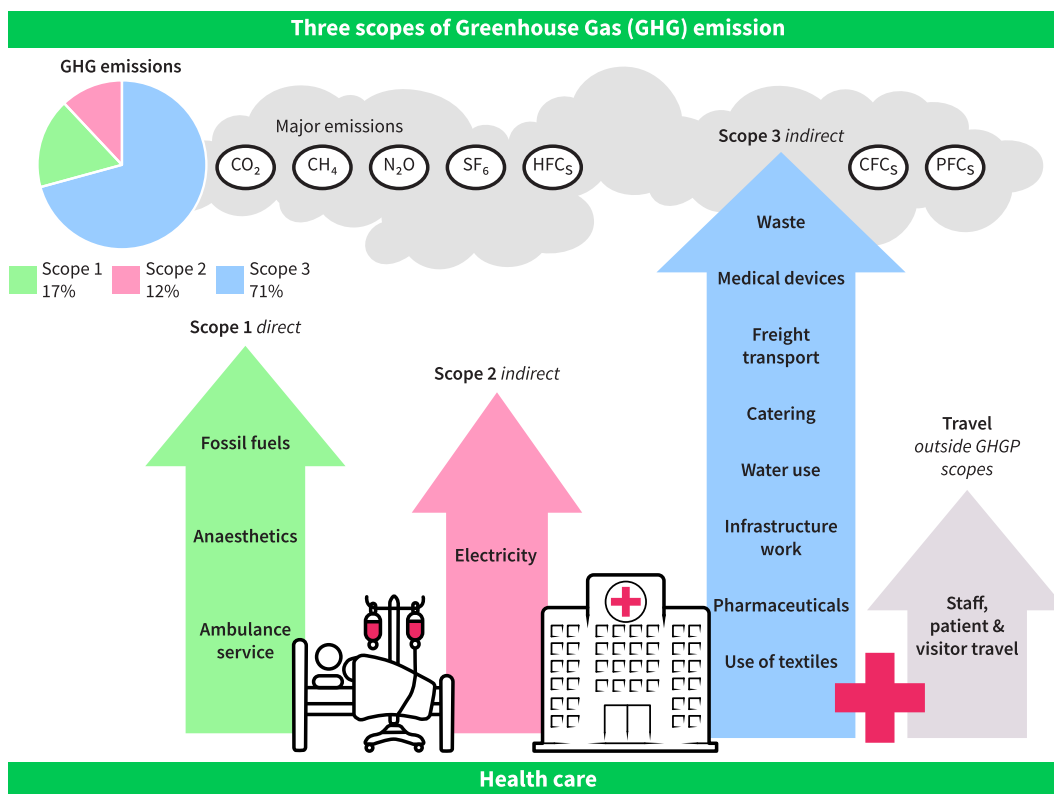 Three scopes of Greenhouse Gas (GHG) emission
GHG emissions
Scope 1
17%
Scope 2
12%
Scope 3
71%
Major emissions
CO₂
CH₄
N₂O
SF₆
HFCs
CFCs
PFCs
Scope 1 direct
Fossil fuels
Anaesthetics
Ambulance
service
Scope 2 indirect
Electricity
Scope 3 indirect
Waste
Medical devices
Freight
transport
Catering
Water use
Infrastructure
work
Pharmaceuticals
Use of textiles
Travel
outside GHGP
scopes
Staff,
patient &
visitor travel
Health care